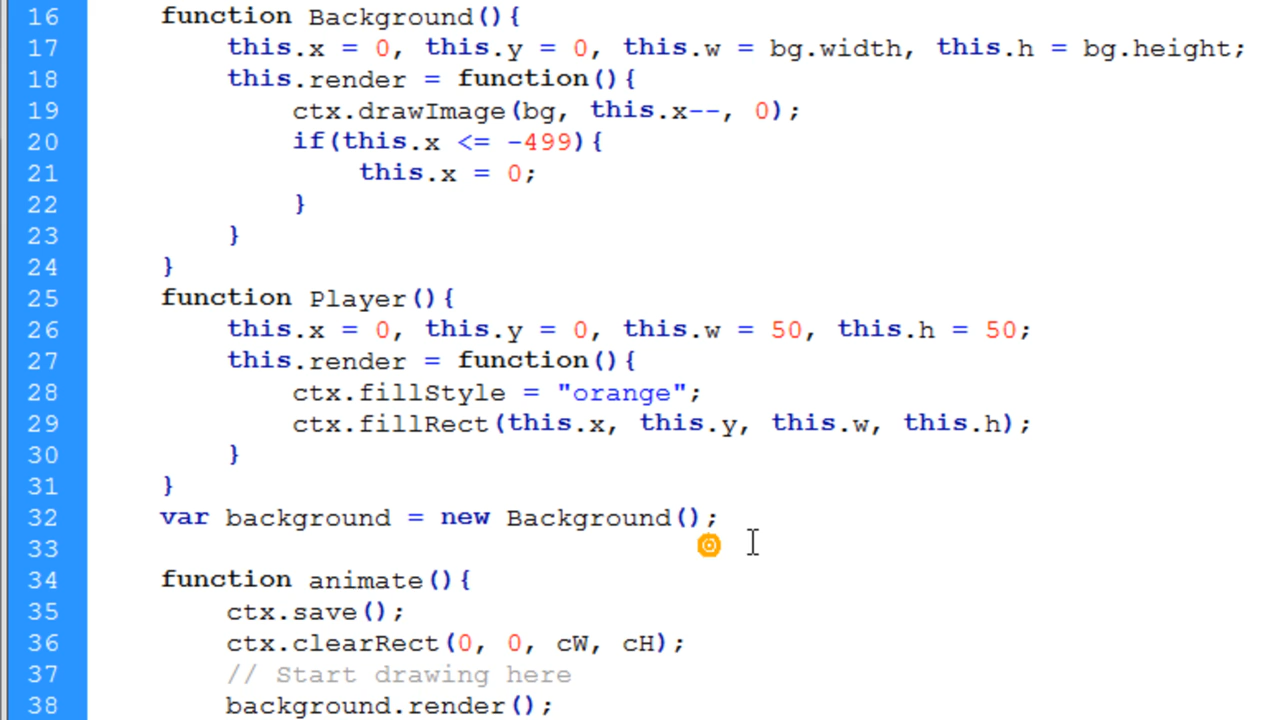 16 function Background(){
17 this.x = 0, this.y = 0, this.w = bg.width, this.h = bg.height;
18 this.render = function(){
19 ctx.drawImage(bg, this.x--, 0);
20 if(this.x <= -499){
21 this.x = 0;
22 }
23 }
24 }
25 function Player(){
26 this.x = 0, this.y = 0, this.w = 50, this.h = 50;
27 this.render = function(){
28 ctx.fillStyle = "orange";
29 ctx.fillRect(this.x, this.y, this.w, this.h);
30 }
31 }
32 var background = new Background();
33
34 function animate(){
35 ctx.save();
36 ctx.clearRect(0, 0, cW, cH);
37 // Start drawing here
38 background.render();